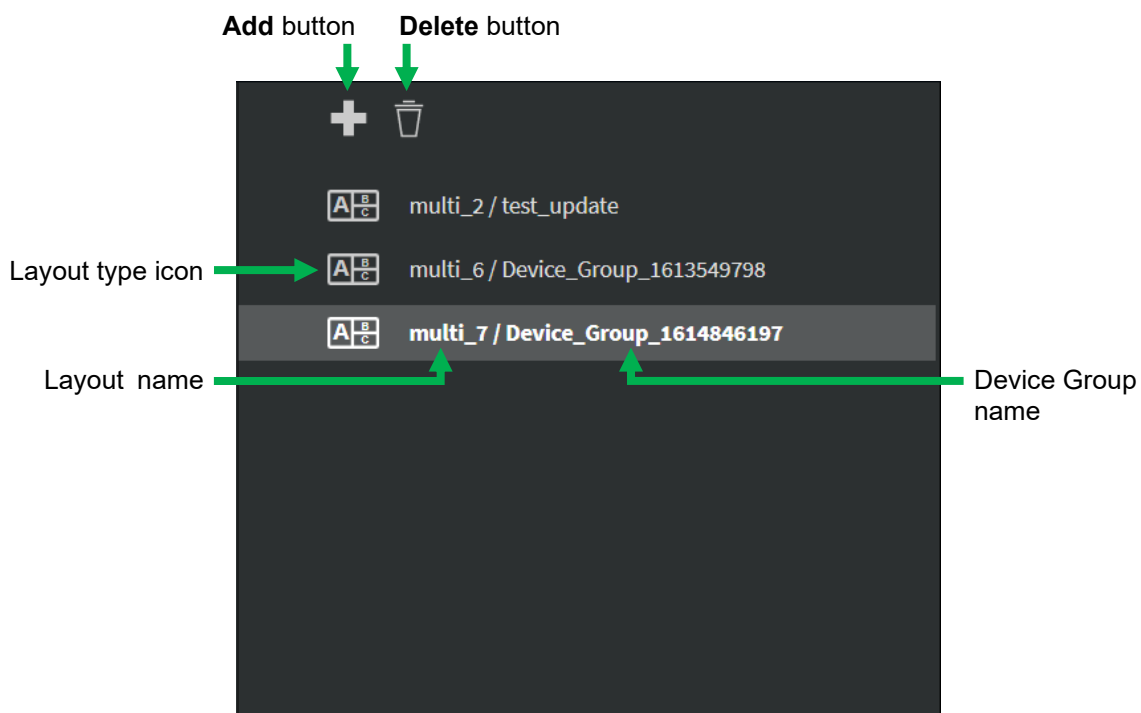 Add button Delete button
A B C multi_2 / test_update
Layout type icon A B C multi_6 / Device_Group_1613549798
A B C multi_7 / Device_Group_1614846197
Layout name Device Group
name